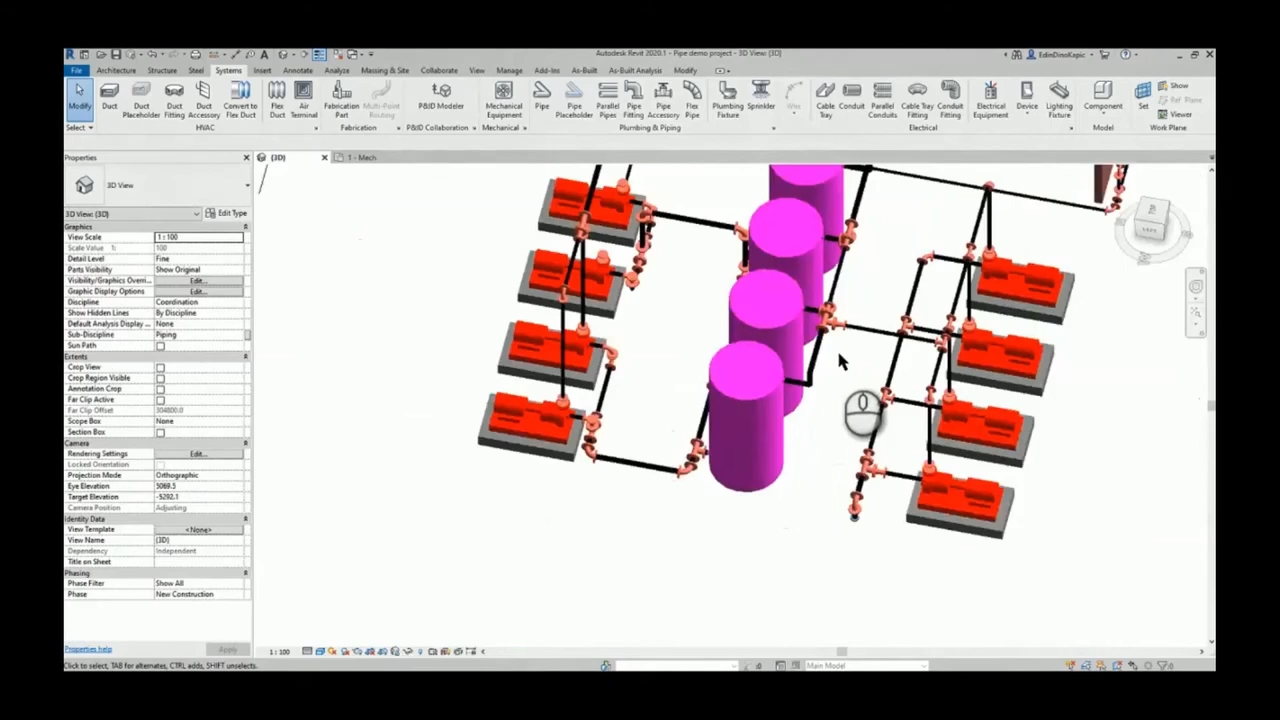 Autodesk Revit 2020.1 - Pipe demo project - 3D View: {3D}
EdinDinoKapic
File Architecture Structure Steel Systems Insert Annotate Analyze Massing & Site Collaborate View Manage Add-Ins As-Built As-Built Analysis Modify
Modify
Duct
Duct Placeholder
Duct Fitting
Duct Accessory
Convert to Flex Duct
Flex Duct
Air Terminal
Fabrication Part
Multi-Point Routing
P&ID Modeler
Mechanical Equipment
Pipe
Pipe Placeholder
Parallel Pipes
Pipe Fitting
Pipe Accessory
Flex Pipe
Plumbing Fixture
Sprinkler
Wire
Cable Tray
Conduit
Parallel Conduits
Cable Tray Fitting
Conduit Fitting
Electrical Equipment
Device
Lighting Fixture
Component
Set
Show
Ref Plane
Viewer
Select HVAC Fabrication P&ID Collaboration Mechanical Plumbing & Piping Electrical Model Work Plane
Properties
{3D}
1 - Mech
3D View
3D View: {3D} Edit Type
Graphics
View Scale 1 : 100
Scale Value 1: 100
Detail Level Fine
Parts Visibility Show Original
Visibility/Graphics Overri... Edit...
Graphic Display Options Edit...
Discipline Coordination
Show Hidden Lines By Discipline
Default Analysis Display ... None
Sub-Discipline Piping
Sun Path
Extents
Crop View
Crop Region Visible
Annotation Crop
Far Clip Active
Far Clip Offset 304800.0
Scope Box None
Section Box
Camera
Rendering Settings Edit...
Locked Orientation
Projection Mode Orthographic
Eye Elevation 5069.5
Target Elevation -5292.1
Camera Position Adjusting
Identity Data
View Template <None>
View Name {3D}
Dependency Independent
Title on Sheet
Phasing
Phase Filter Show All
Phase New Construction
TOP
Properties help
Apply
1 : 100
Click to select, TAB for alternates, CTRL adds, SHIFT unselects.
:0
Main Model
:0